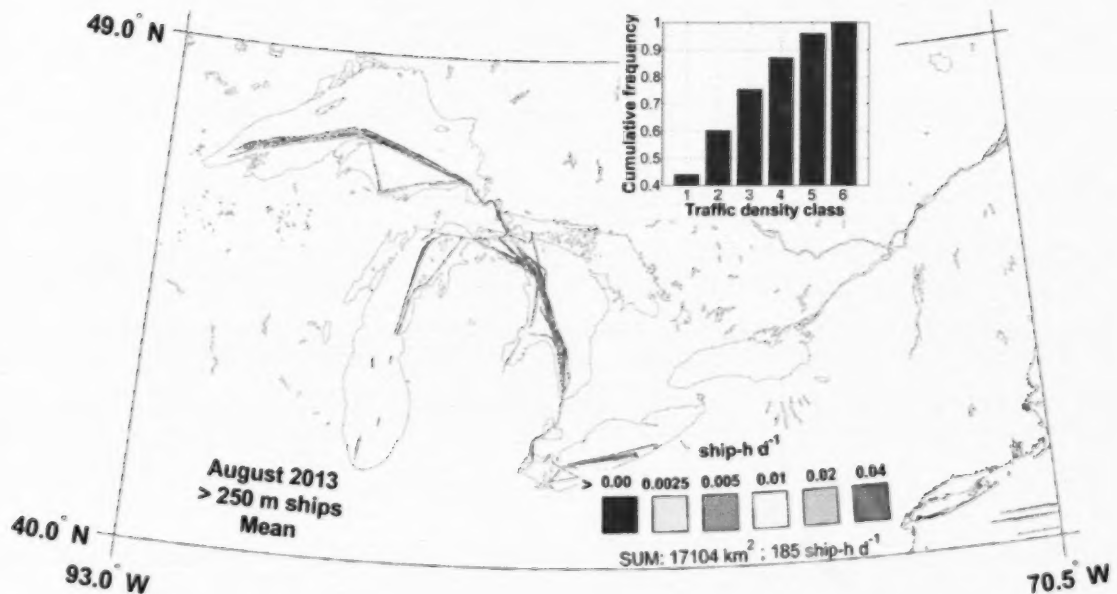 49.0° N
1
0.9
0.8
0.7
0.6
0.5
0.4
Cumulative frequency
1 2 3 4 5 6
Traffic density class
August 2013
> 250 m ships
Mean
ship-h d⁻¹
> 0.00 0.0025 0.005 0.01 0.02 0.04
SUM: 17104 km² ; 185 ship-h d⁻¹
40.0° N
93.0° W
70.5° W